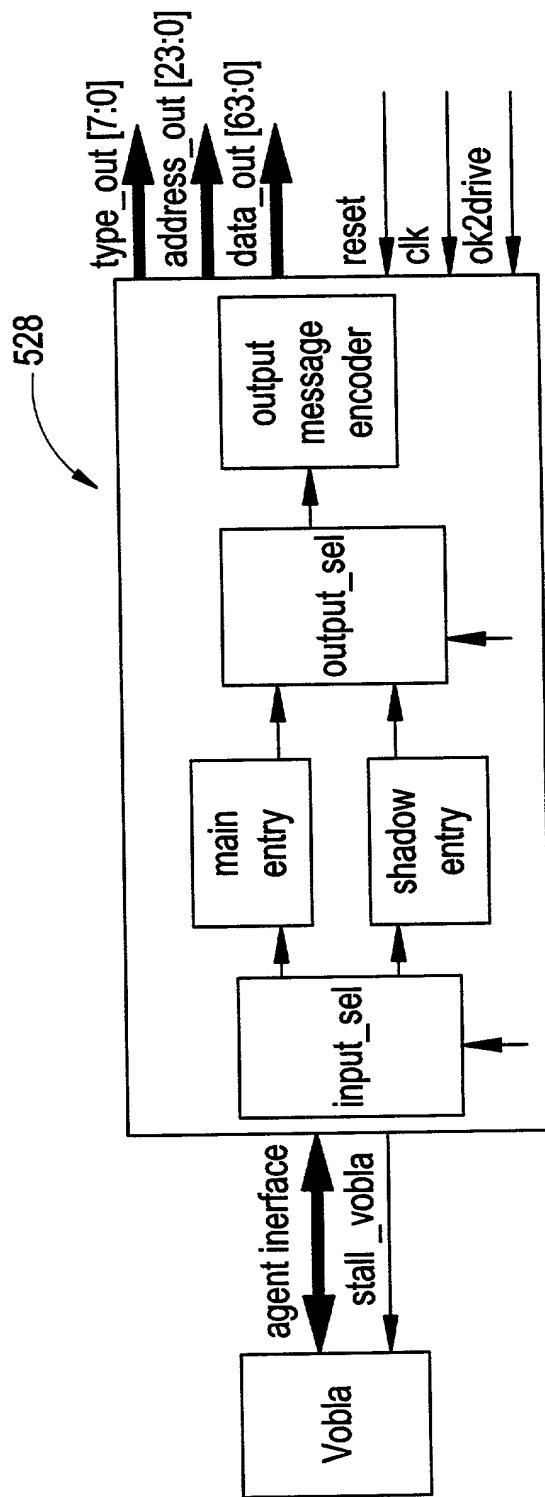 528
type_out [7:0]
address_out [23:0]
data_out [63:0]
reset
clk
ok2drive
Vobla
agent inerface
stall_vobla
input_sel
main
entry
shadow
entry
output_sel
output
message
encoder